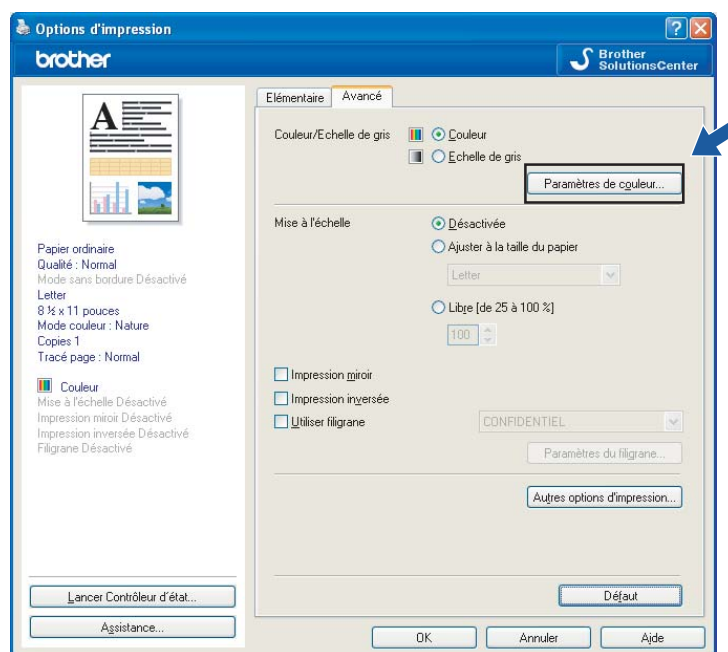 Options d'impression
brother
Brother
SolutionsCenter
Elémentaire Avancé
A
Couleur/Echelle de gris
Couleur
Echelle de gris
Paramètres de couleur...
Mise à l'échelle
Désactivée
Ajuster à la taille du papier
Letter
Libre [de 25 à 100 %]
100
Impression miroir
Impression inversée
Utiliser filigrane
CONFIDENTIEL
Paramètres du filigrane...
Autres options d'impression...
Défaut
Papier ordinaire
Qualité : Normal
Mode sans bordure Désactivé
Letter
8 ½ x 11 pouces
Mode couleur : Nature
Copies 1
Tracé page : Normal
Couleur
Mise à l'échelle Désactivé
Impression miroir Désactivé
Impression inversée Désactivé
Filigrane Désactivé
Lancer Contrôleur d´état...
Assistance...
OK Annuler Aide